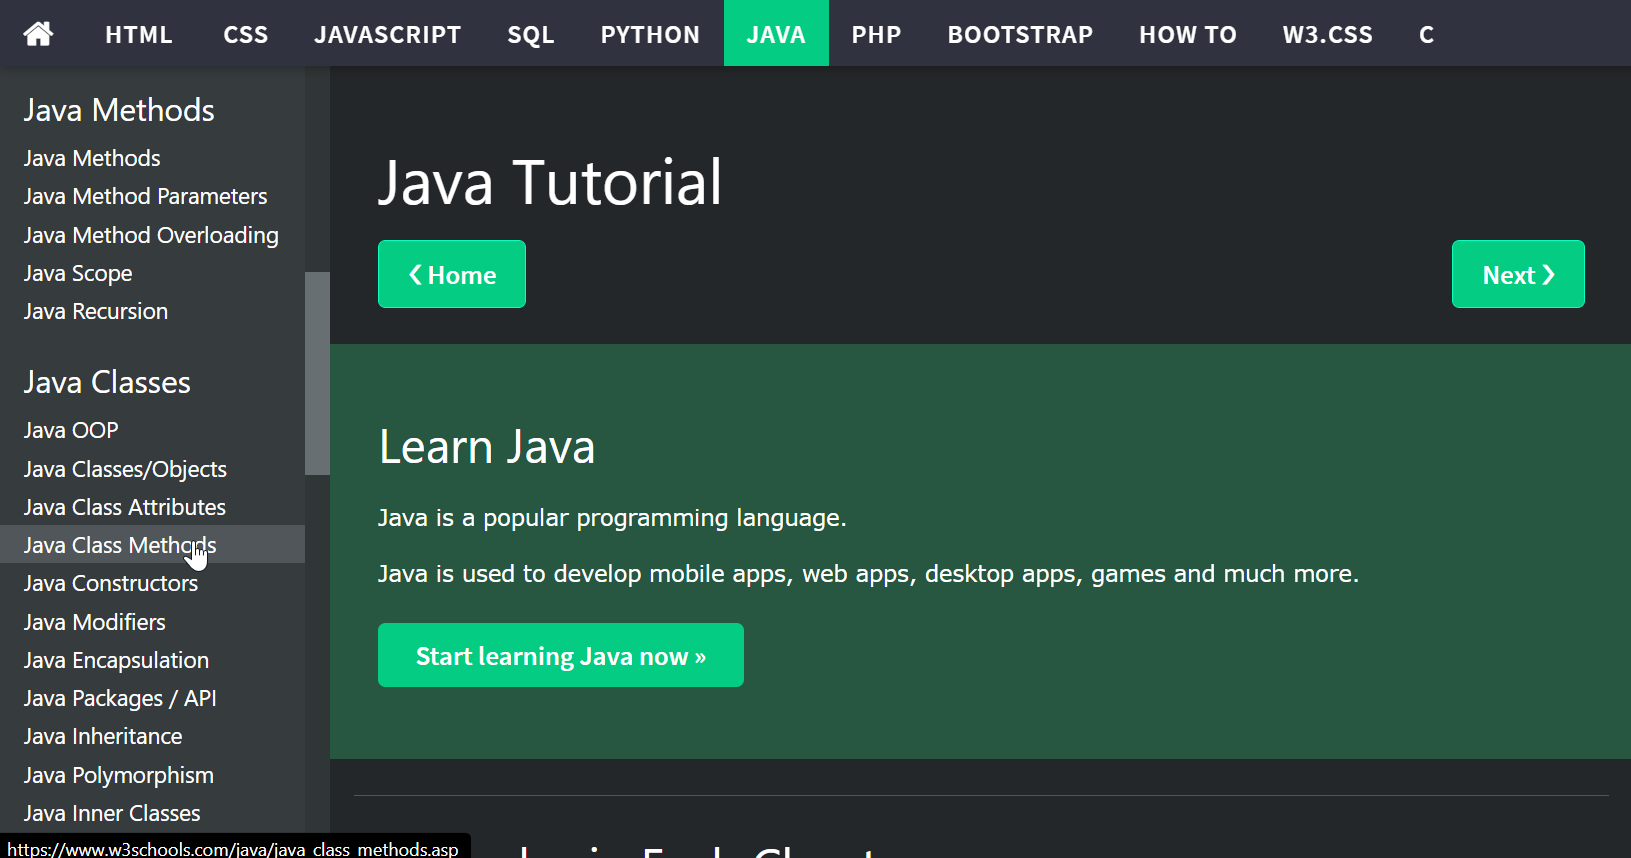 HTML CSS JAVASCRIPT SQL PYTHON JAVA PHP BOOTSTRAP HOW TO W3.CSS C
Java Methods
Java Methods
Java Method Parameters
Java Method Overloading
Java Scope
Java Recursion
Java Classes
Java OOP
Java Classes/Objects
Java Class Attributes
Java Class Methods
Java Constructors
Java Modifiers
Java Encapsulation
Java Packages / API
Java Inheritance
Java Polymorphism
Java Inner Classes
https://www.w3schools.com/java/java_class_methods.asp
Java Tutorial
❮ Home
Next ❯
Learn Java
Java is a popular programming language.
Java is used to develop mobile apps, web apps, desktop apps, games and much more.
Start learning Java now »